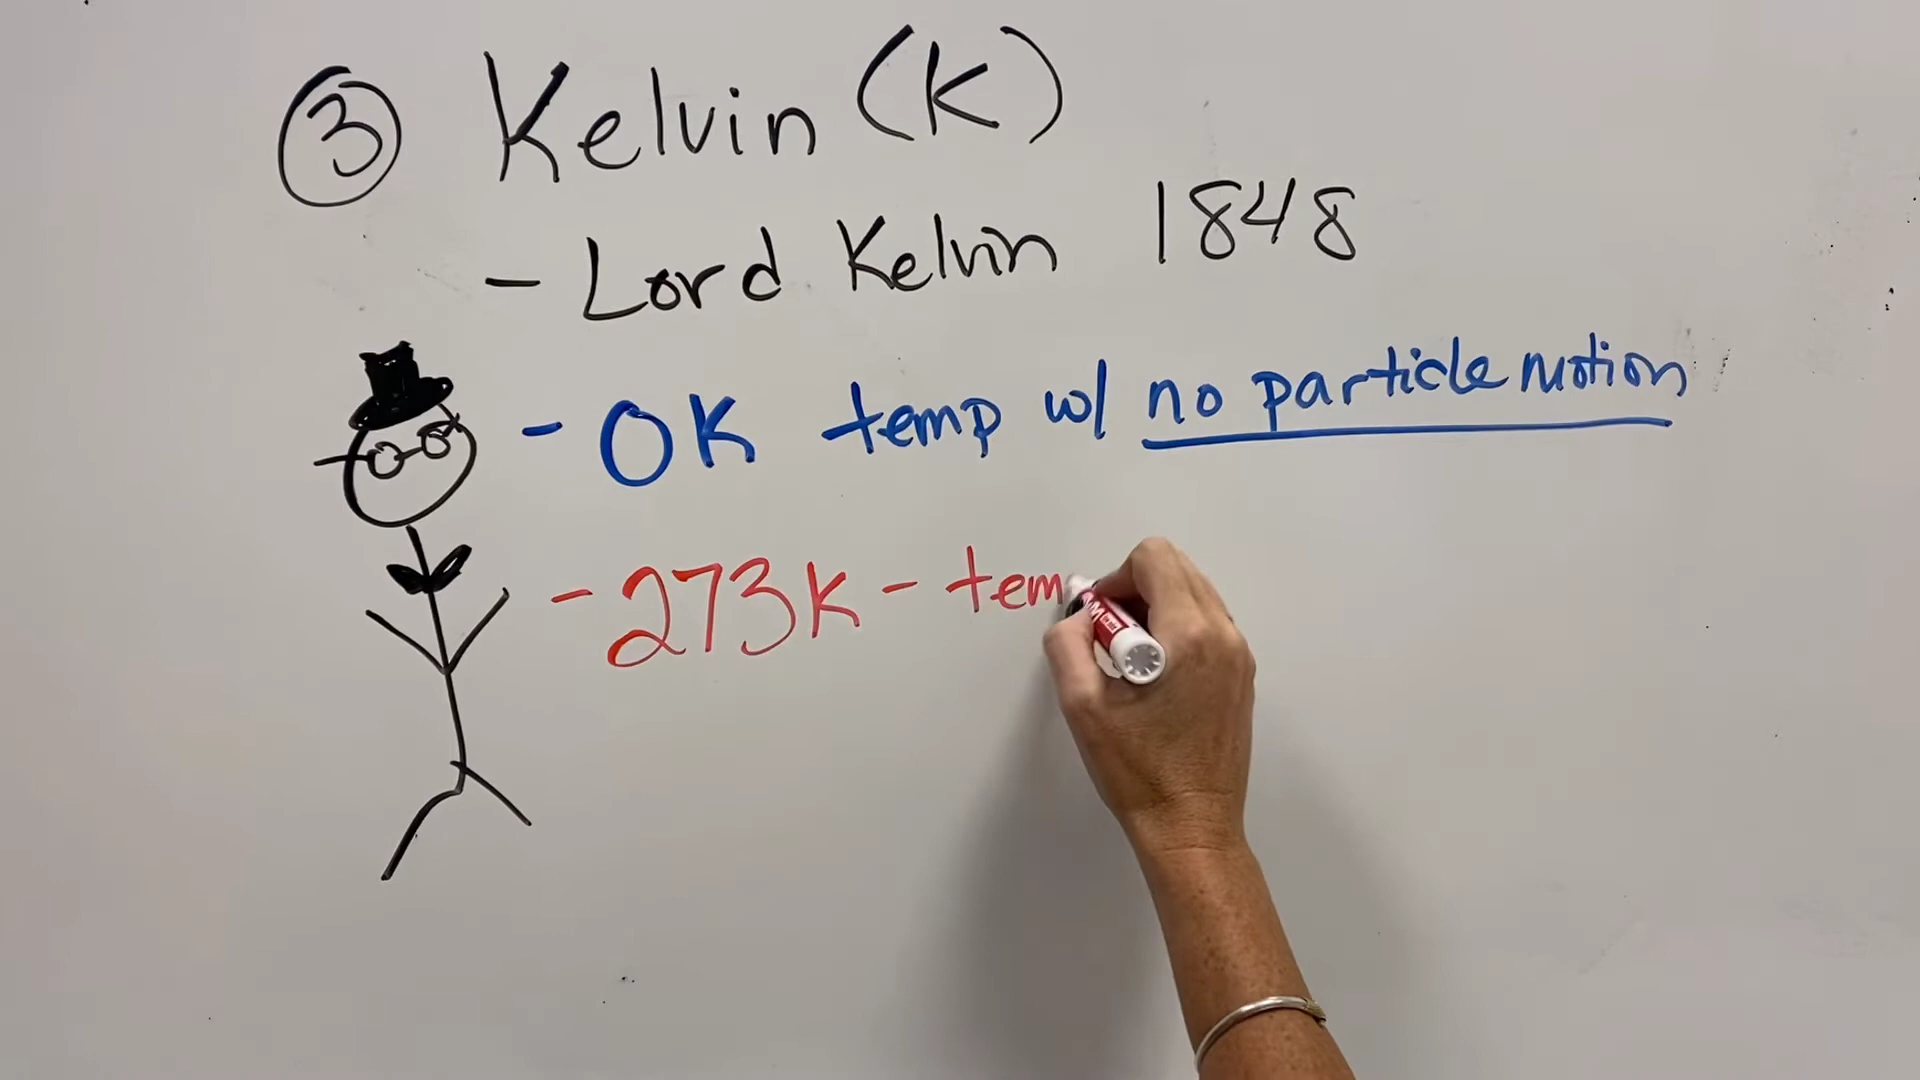 ③ Kelvin (K)
- Lord Kelvin 1848
- 0K temp w/ no particle motion
- 273K - tem